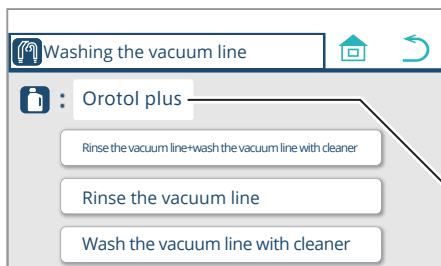 Washing the vacuum line
: Orotol plus
Rinse the vacuum line+wash the vacuum line with cleaner
Rinse the vacuum line
Wash the vacuum line with cleaner